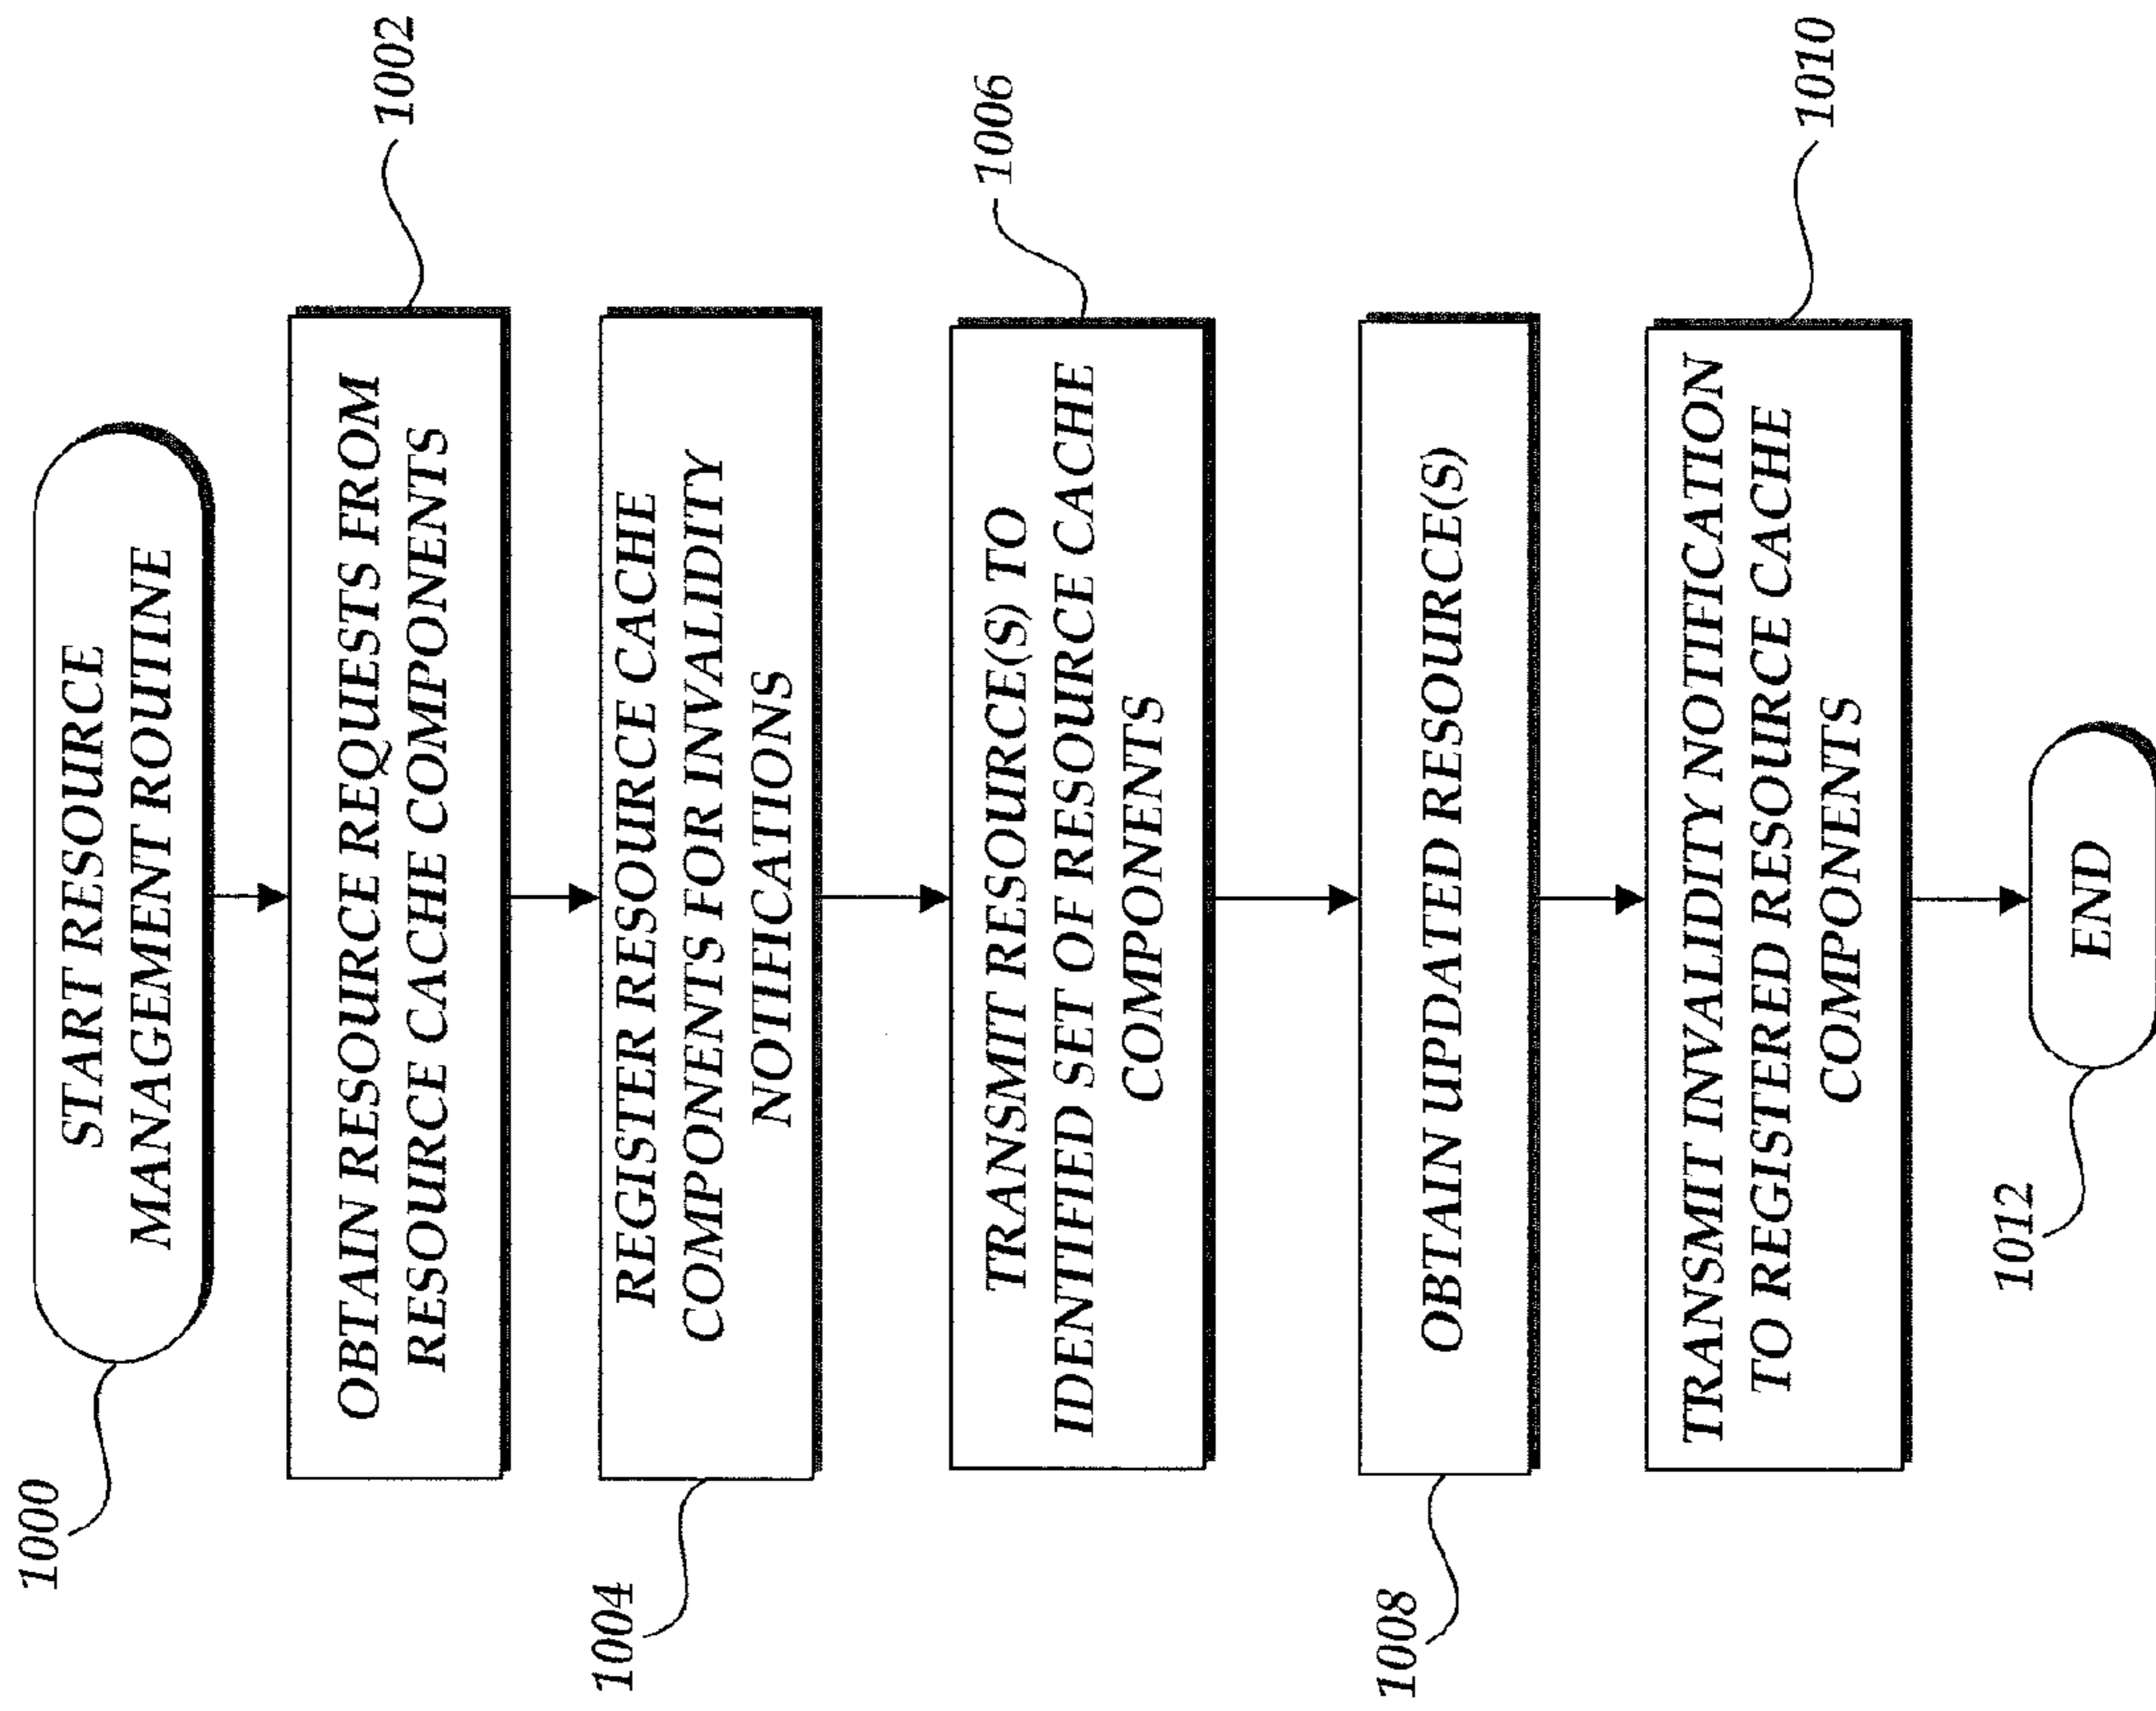 1000
START RESOURCE
MANAGEMENT ROUTINE
1002
OBTAIN RESOURCE REQUESTS FROM
RESOURCE CACHE COMPONENTS
1004
REGISTER RESOURCE CACHE
COMPONENTS FOR INVALIDITY
NOTIFICATIONS
1006
TRANSMIT RESOURCE(S) TO
IDENTIFIED SET OF RESOURCE CACHE
COMPONENTS
1008
OBTAIN UPDATED RESOURCE(S)
1010
TRANSMIT INVALIDITY NOTIFICATION
TO REGISTERED RESOURCE CACHE
COMPONENTS
1012
END